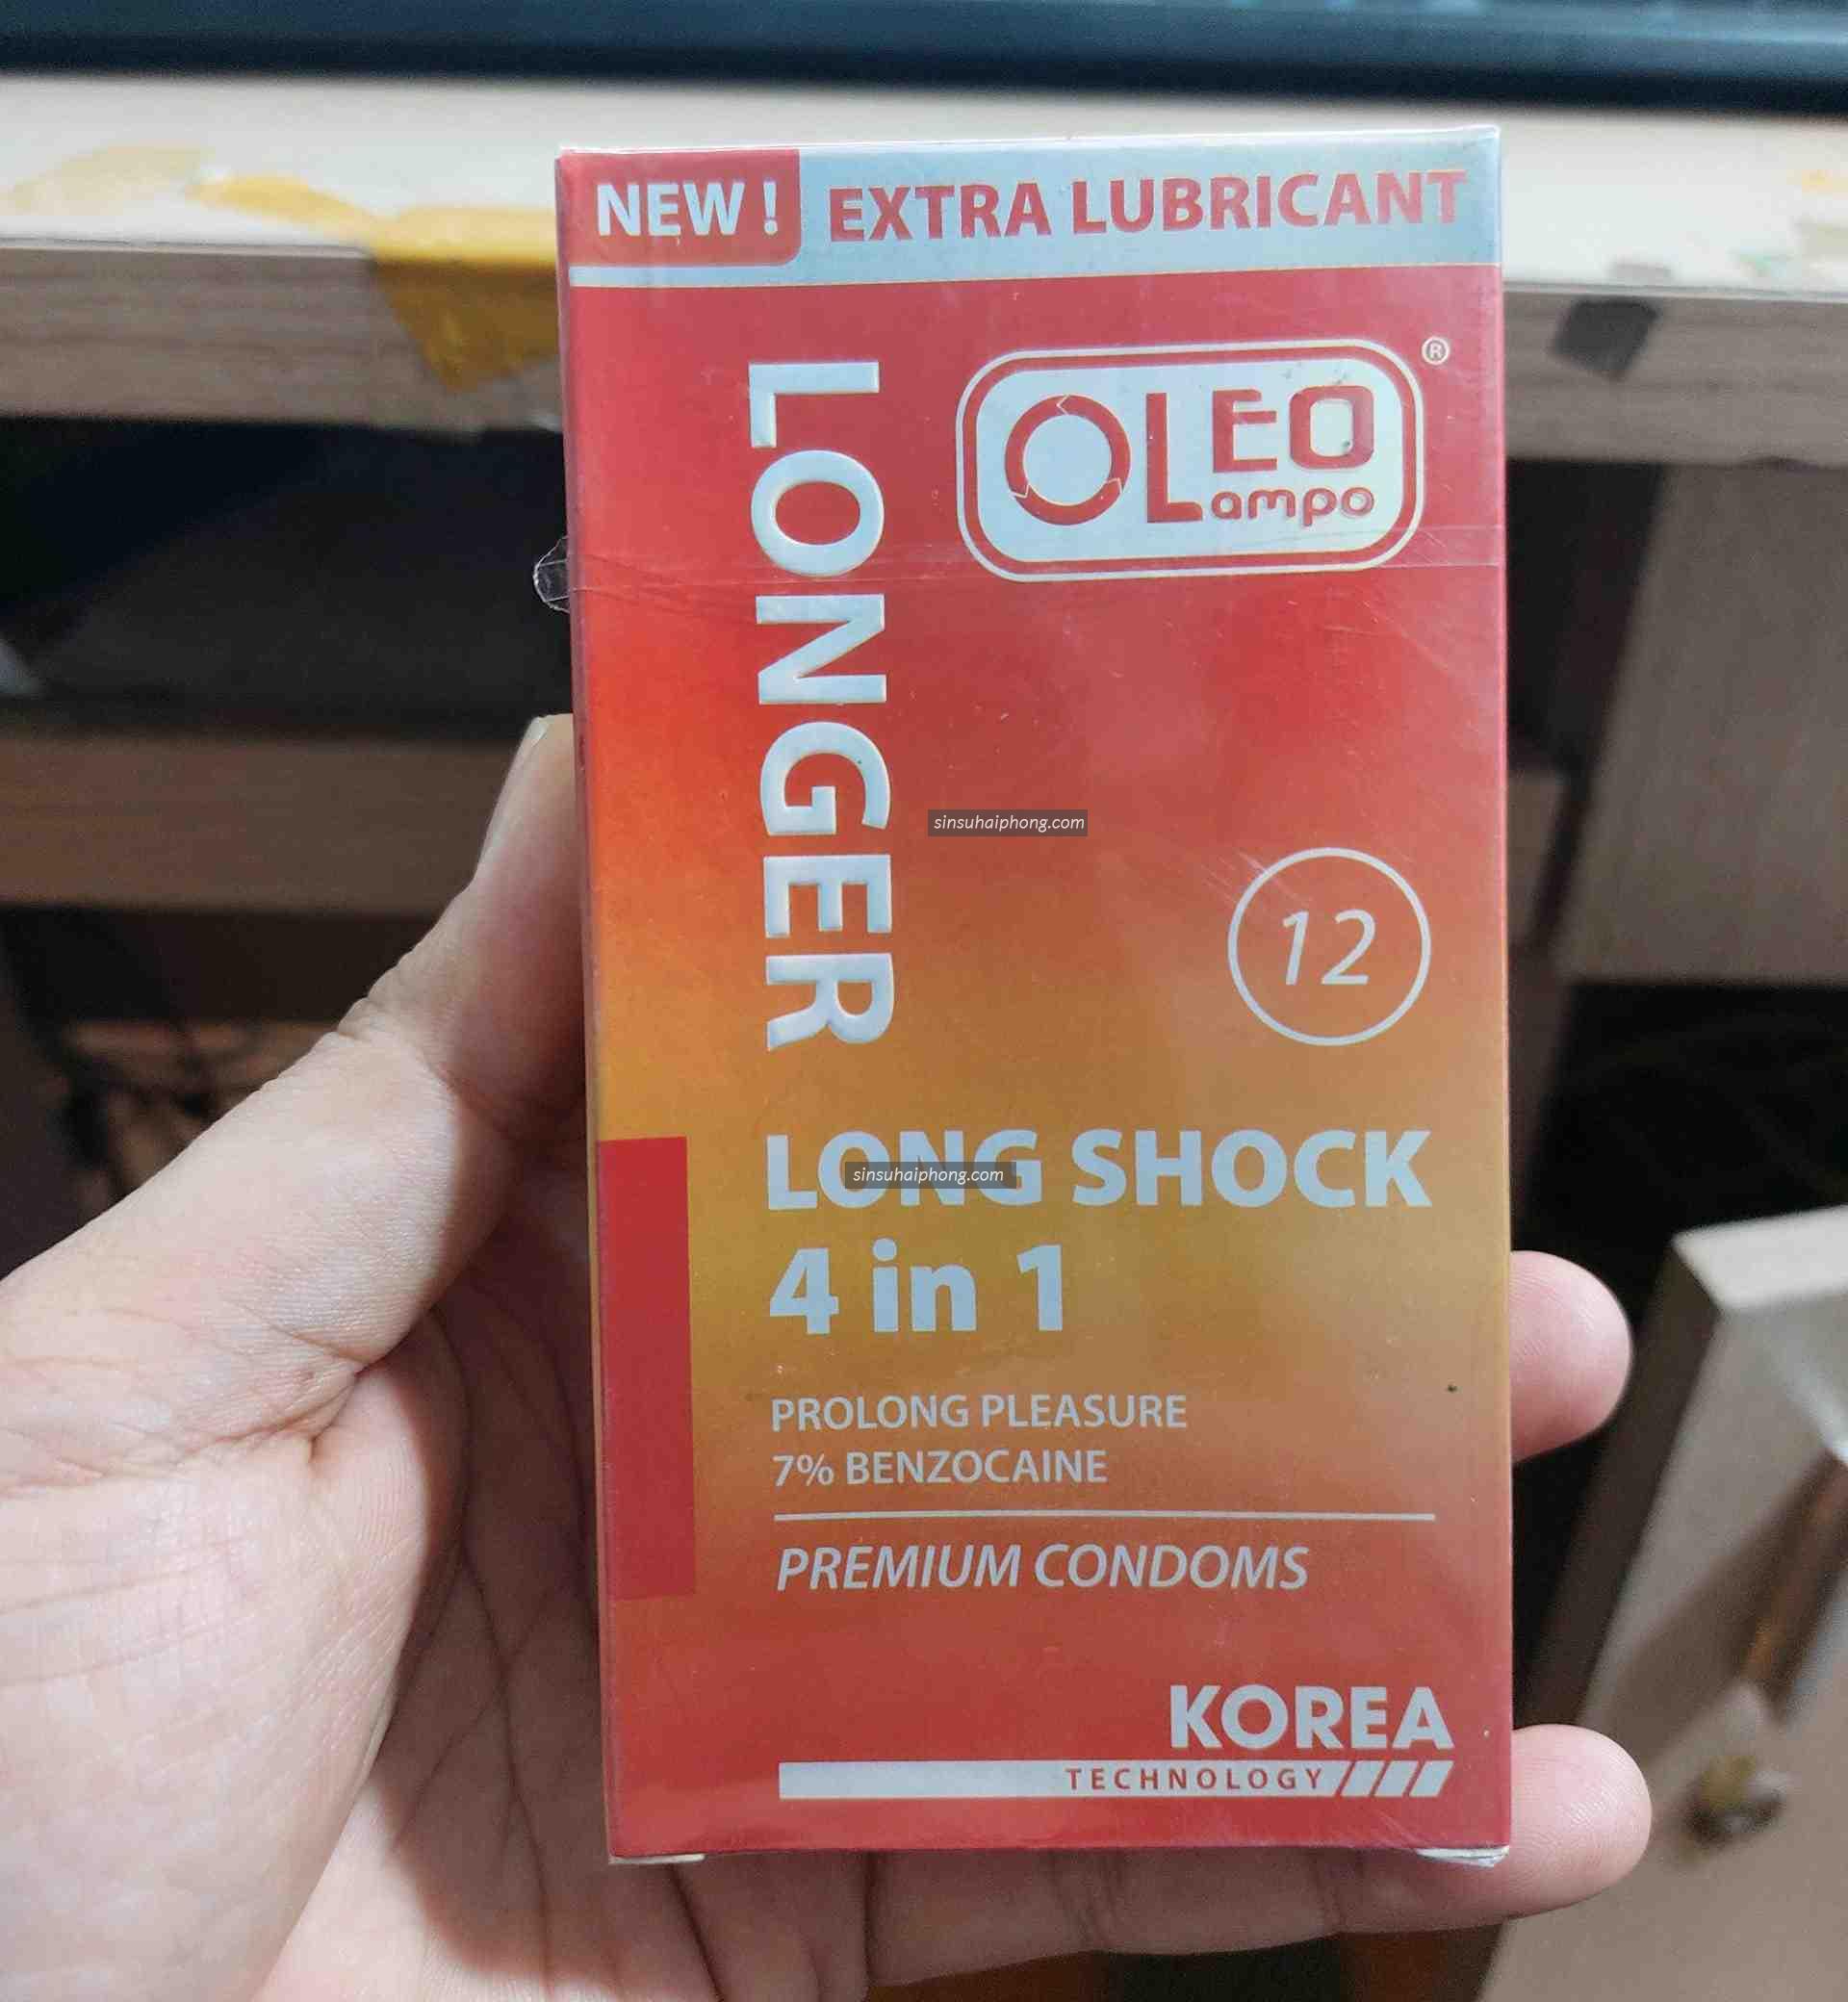 NEW !
EXTRA LUBRICANT
LONGER
OLEO
Lampo
®
sinsuhaiphong.com
12
LONG SHOCK
sinsuhaiphong.com
4 in 1
PROLONG PLEASURE
7% BENZOCAINE
PREMIUM CONDOMS
KOREA
TECHNOLOGY